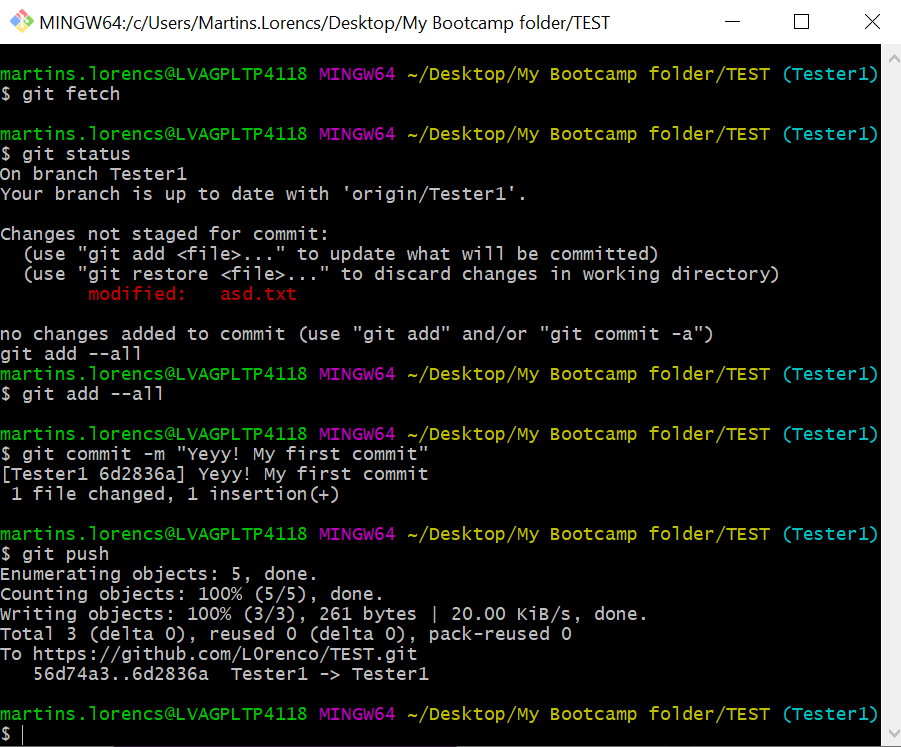 MINGW64:/c/Users/Martins.Lorencs/Desktop/My Bootcamp folder/TEST
martins.lorencs@LVAGPLTP4118 MINGW64 ~/Desktop/My Bootcamp folder/TEST (Tester1)
$ git fetch
martins.lorencs@LVAGPLTP4118 MINGW64 ~/Desktop/My Bootcamp folder/TEST (Tester1)
$ git status
On branch Tester1
Your branch is up to date with 'origin/Tester1'.
Changes not staged for commit:
  (use "git add <file>..." to update what will be committed)
  (use "git restore <file>..." to discard changes in working directory)
        modified:   asd.txt
no changes added to commit (use "git add" and/or "git commit -a")
git add --all
martins.lorencs@LVAGPLTP4118 MINGW64 ~/Desktop/My Bootcamp folder/TEST (Tester1)
$ git add --all
martins.lorencs@LVAGPLTP4118 MINGW64 ~/Desktop/My Bootcamp folder/TEST (Tester1)
$ git commit -m "Yeyy! My first commit"
[Tester1 6d2836a] Yeyy! My first commit
 1 file changed, 1 insertion(+)
martins.lorencs@LVAGPLTP4118 MINGW64 ~/Desktop/My Bootcamp folder/TEST (Tester1)
$ git push
Enumerating objects: 5, done.
Counting objects: 100% (5/5), done.
Writing objects: 100% (3/3), 261 bytes | 20.00 KiB/s, done.
Total 3 (delta 0), reused 0 (delta 0), pack-reused 0
To https://github.com/L0renco/TEST.git
   56d74a3..6d2836a  Tester1 -> Tester1
martins.lorencs@LVAGPLTP4118 MINGW64 ~/Desktop/My Bootcamp folder/TEST (Tester1)
$